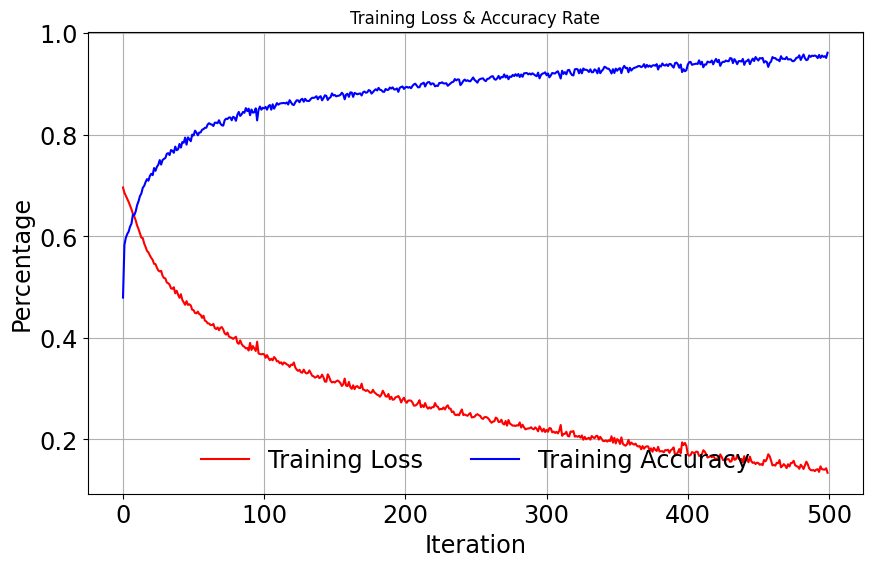 Training Loss & Accuracy Rate
1.0
0.8
0.6
0.4
0.2
Percentage
Training Loss
Training Accuracy
0 100 200 300 400 500
Iteration